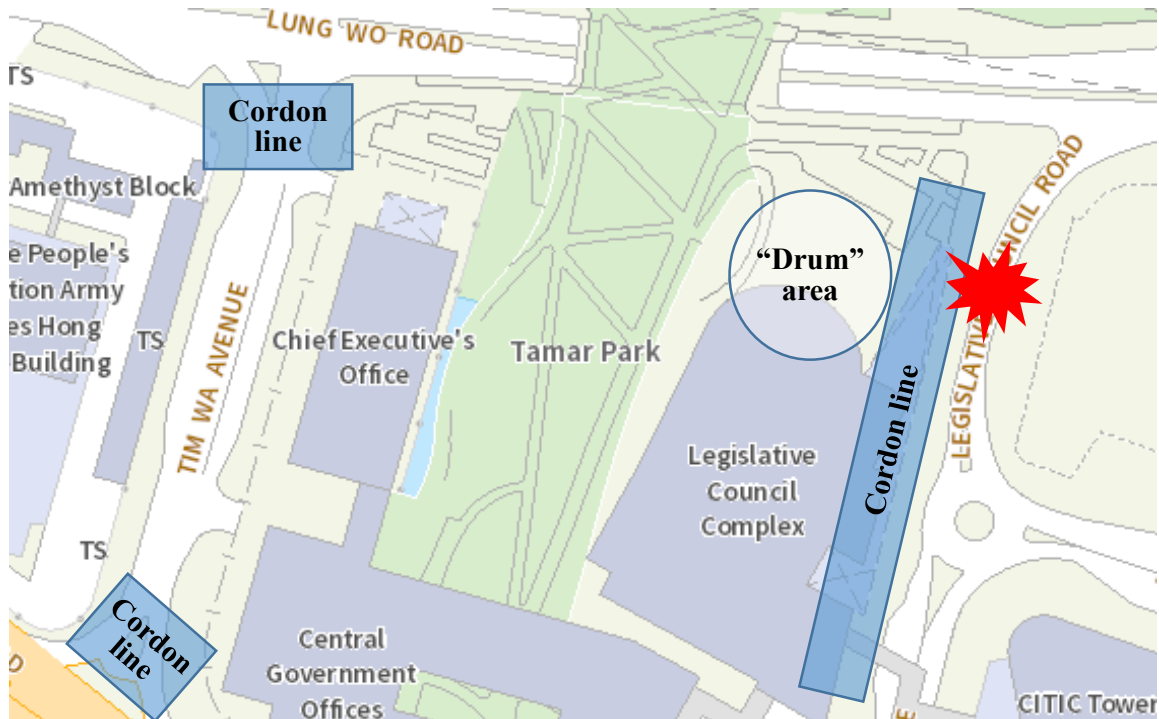 LUNG WO ROAD
TS
Cordon
line
Amethyst Block
e People's
tion Army
es Hong
Building
TS
TIM WA AVENUE
Chief Executive's
Office
Tamar Park
“Drum”
area
LEGISLATIV
UNCIL ROAD
Cordon line
Legislative
Council
Complex
TS
Cordon
line
Central
Government
Offices
CITIC Tower
D
E